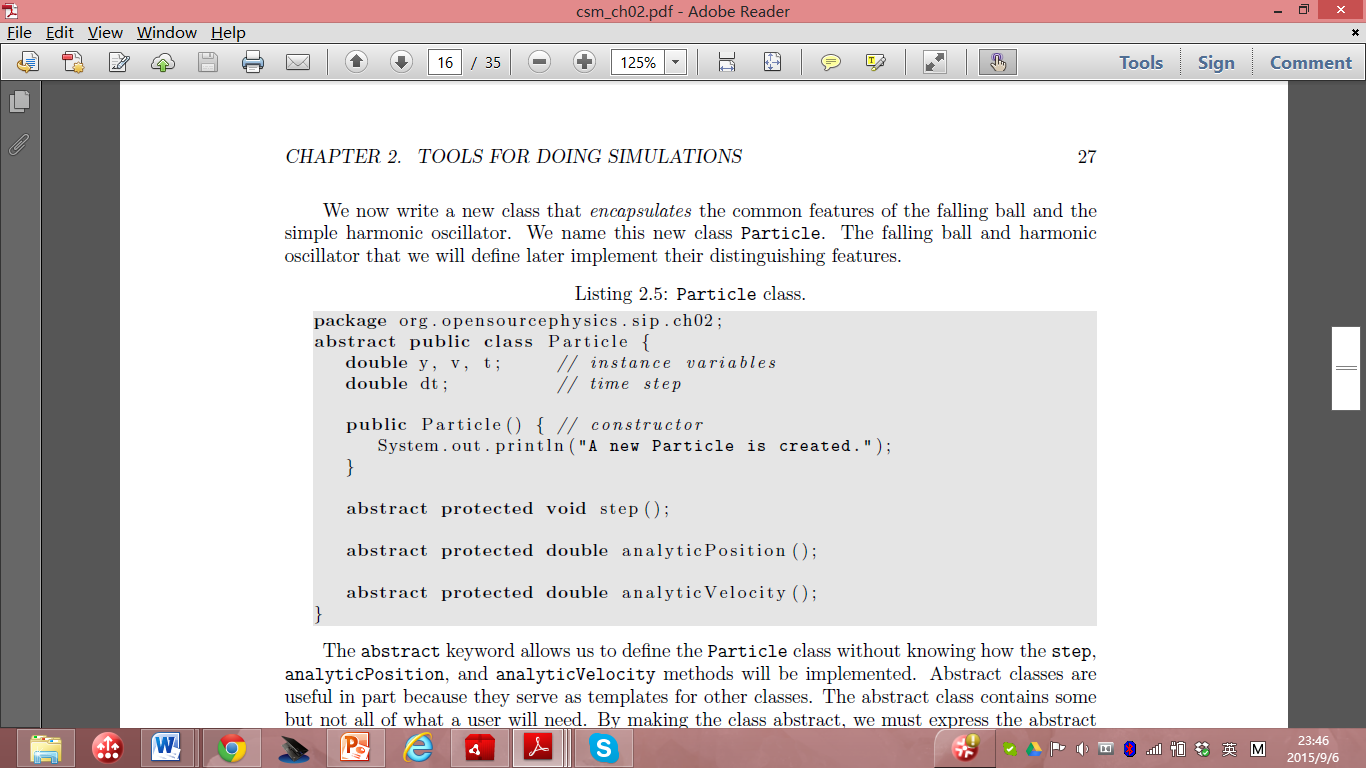 csm_ch02.pdf - Adobe Reader
File Edit View Window Help
16 / 35 125% Tools Sign Comment
CHAPTER 2. TOOLS FOR DOING SIMULATIONS 27
We now write a new class that encapsulates the common features of the falling ball and the
simple harmonic oscillator. We name this new class Particle. The falling ball and harmonic
oscillator that we will define later implement their distinguishing features.
Listing 2.5: Particle class.
package org.opensourcephysics.sip.ch02;
abstract public class Particle {
double y, v, t; // instance variables
double dt; // time step
public Particle() { // constructor
System.out.println("A new Particle is created.");
}
abstract protected void step();
abstract protected double analyticPosition();
abstract protected double analyticVelocity();
}
The abstract keyword allows us to define the Particle class without knowing how the step,
analyticPosition, and analyticVelocity methods will be implemented. Abstract classes are
useful in part because they serve as templates for other classes. The abstract class contains some
but not all of what a user will need. By making the class abstract, we must express the abstract
英 M 23:46
2015/9/6